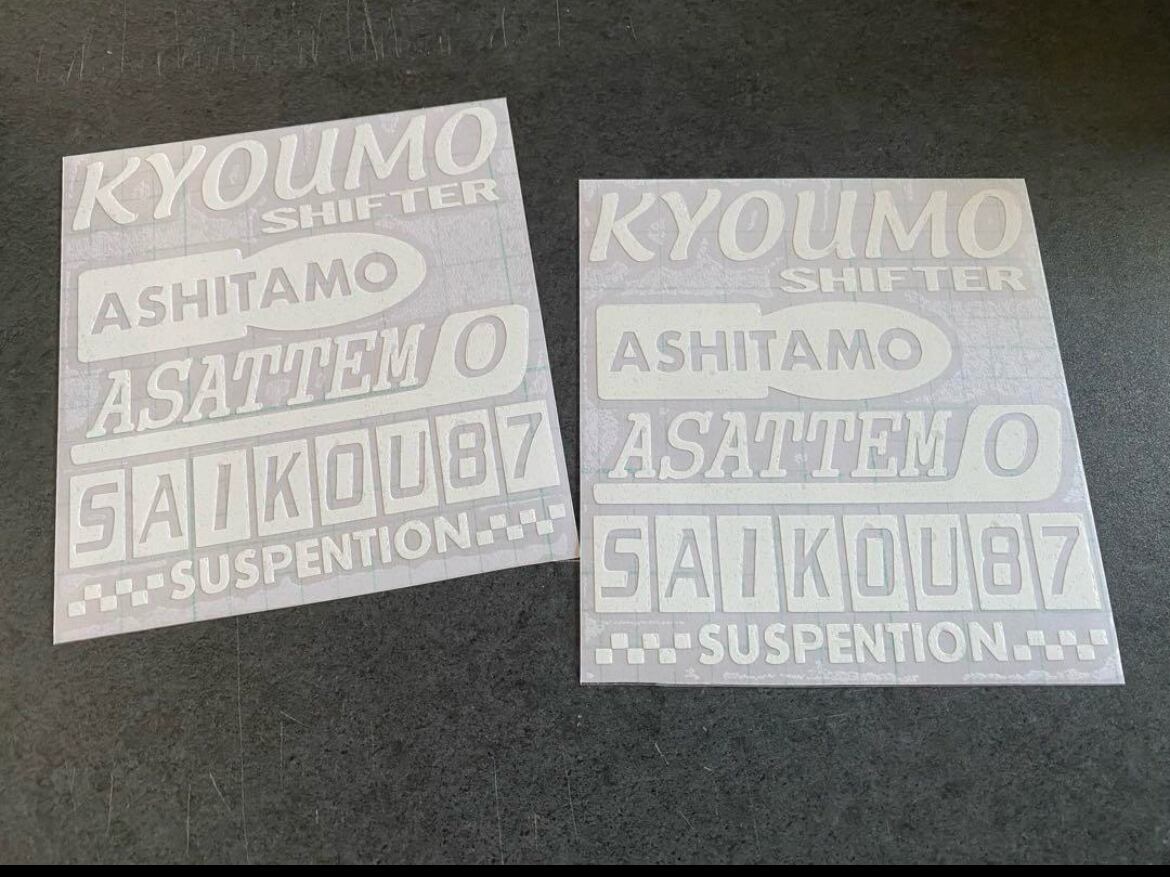 KYOUMO
SHIFTER
ASHITAMO
ASATTEMO
SAIKOU87
SUSPENTION
KYOUMO
SHIFTER
ASHITAMO
ASATTEMO
SAIKOU87
SUSPENTION